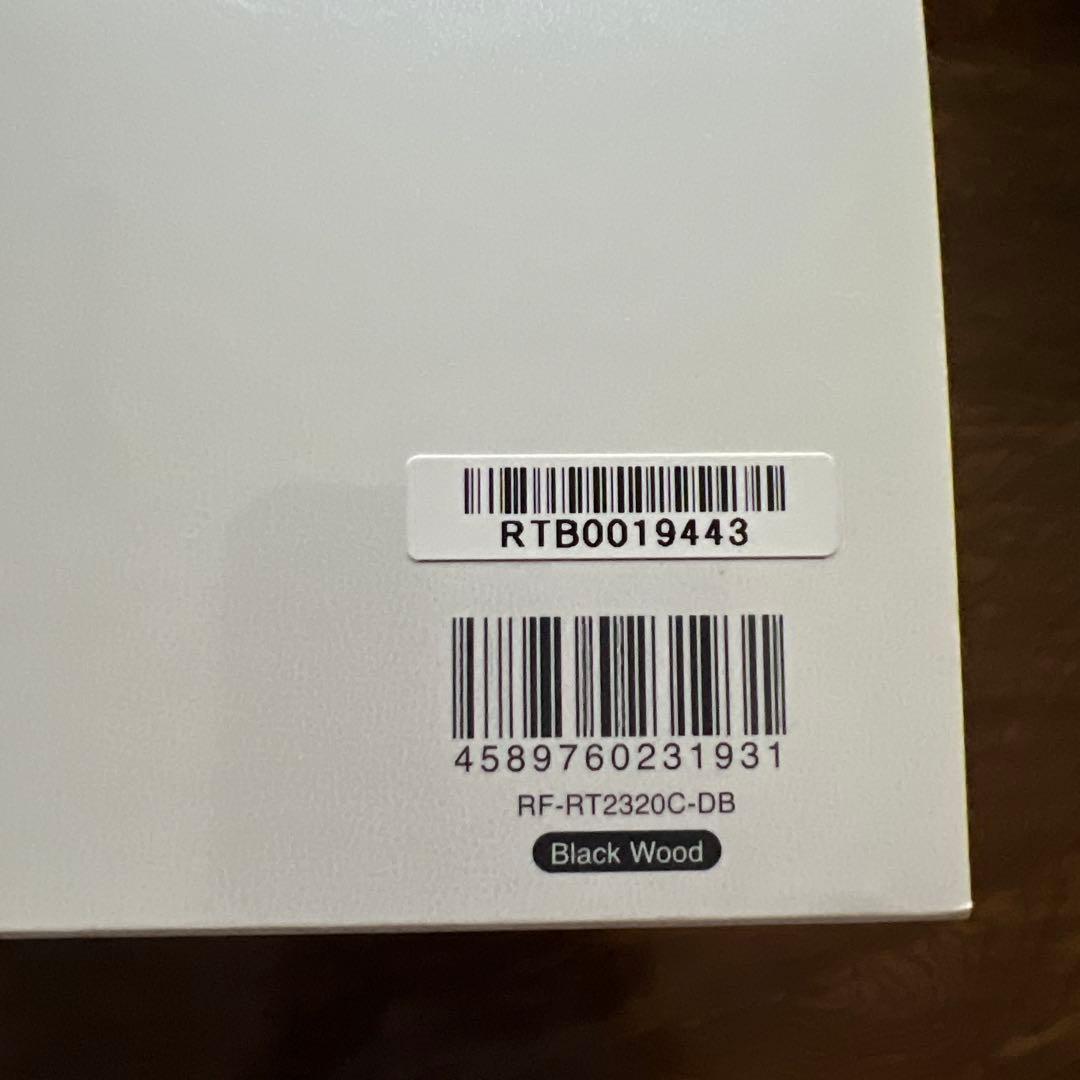 RTB0019443
4589760231931
RF-RT2320C-DB
Black Wood